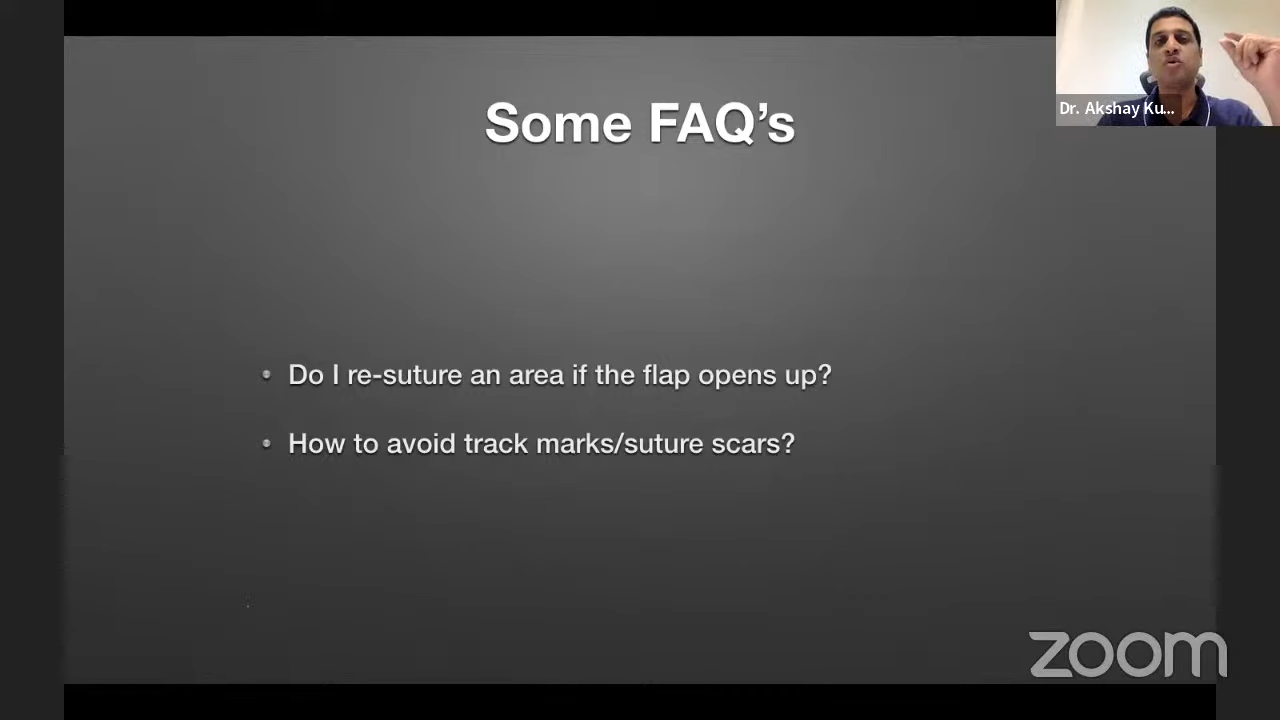 Some FAQ’s
Dr. Akshay Ku...
• Do I re-suture an area if the flap opens up?
• How to avoid track marks/suture scars?
zoom